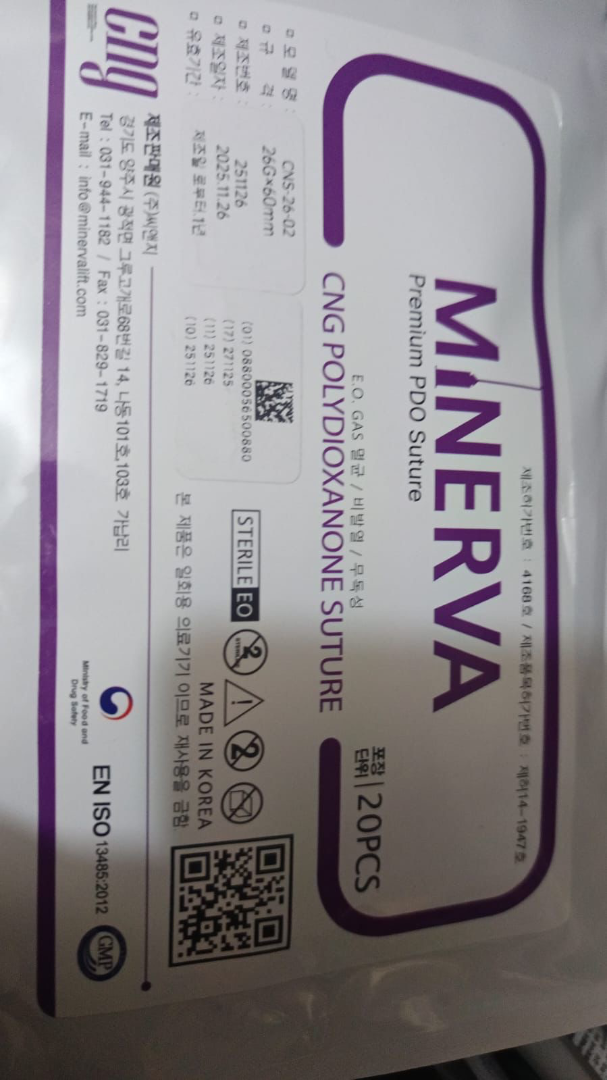 제조허가번호 : 4168호 / 제조품목허가번호 : 제허14-1947호
MINERVA
Premium PDO Suture
포장단위 | 20PCS
E.O. GAS 멸균 / 비발열 / 무독성
CNG POLYDIOXANONE SUTURE
▫ 모 델 명 : CNS-26-02
▫ 규 격 : 26G×60mm
▫ 제조번호 : 251126
▫ 제조일자 : 2025.11.26
▫ 유효기간 : 제조일 로부터 1년
(01) 08800056500880
(17) 271125
(11) 251126
(10) 251126
STERILE EO
2
STERILIZE
2
MADE IN KOREA
본 제품은 일회용 의료기기 이므로 재사용을 금함.
cng
제조판매원 (주)씨앤지
경기도 양주시 광적면 그루고개로68번길 14, 나동101호,103호 가납리
Tel : 031-944-1182 / Fax : 031-829-1719
E-mail : info@minervalift.com
Ministry of Food and
Drug Safety
EN ISO 13485:2012
GMP